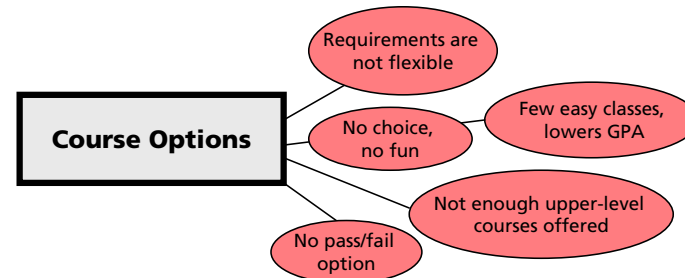 Requirements are
not flexible
Course Options
No choice,
no fun
Few easy classes,
lowers GPA
Not enough upper-level
courses offered
No pass/fail
option